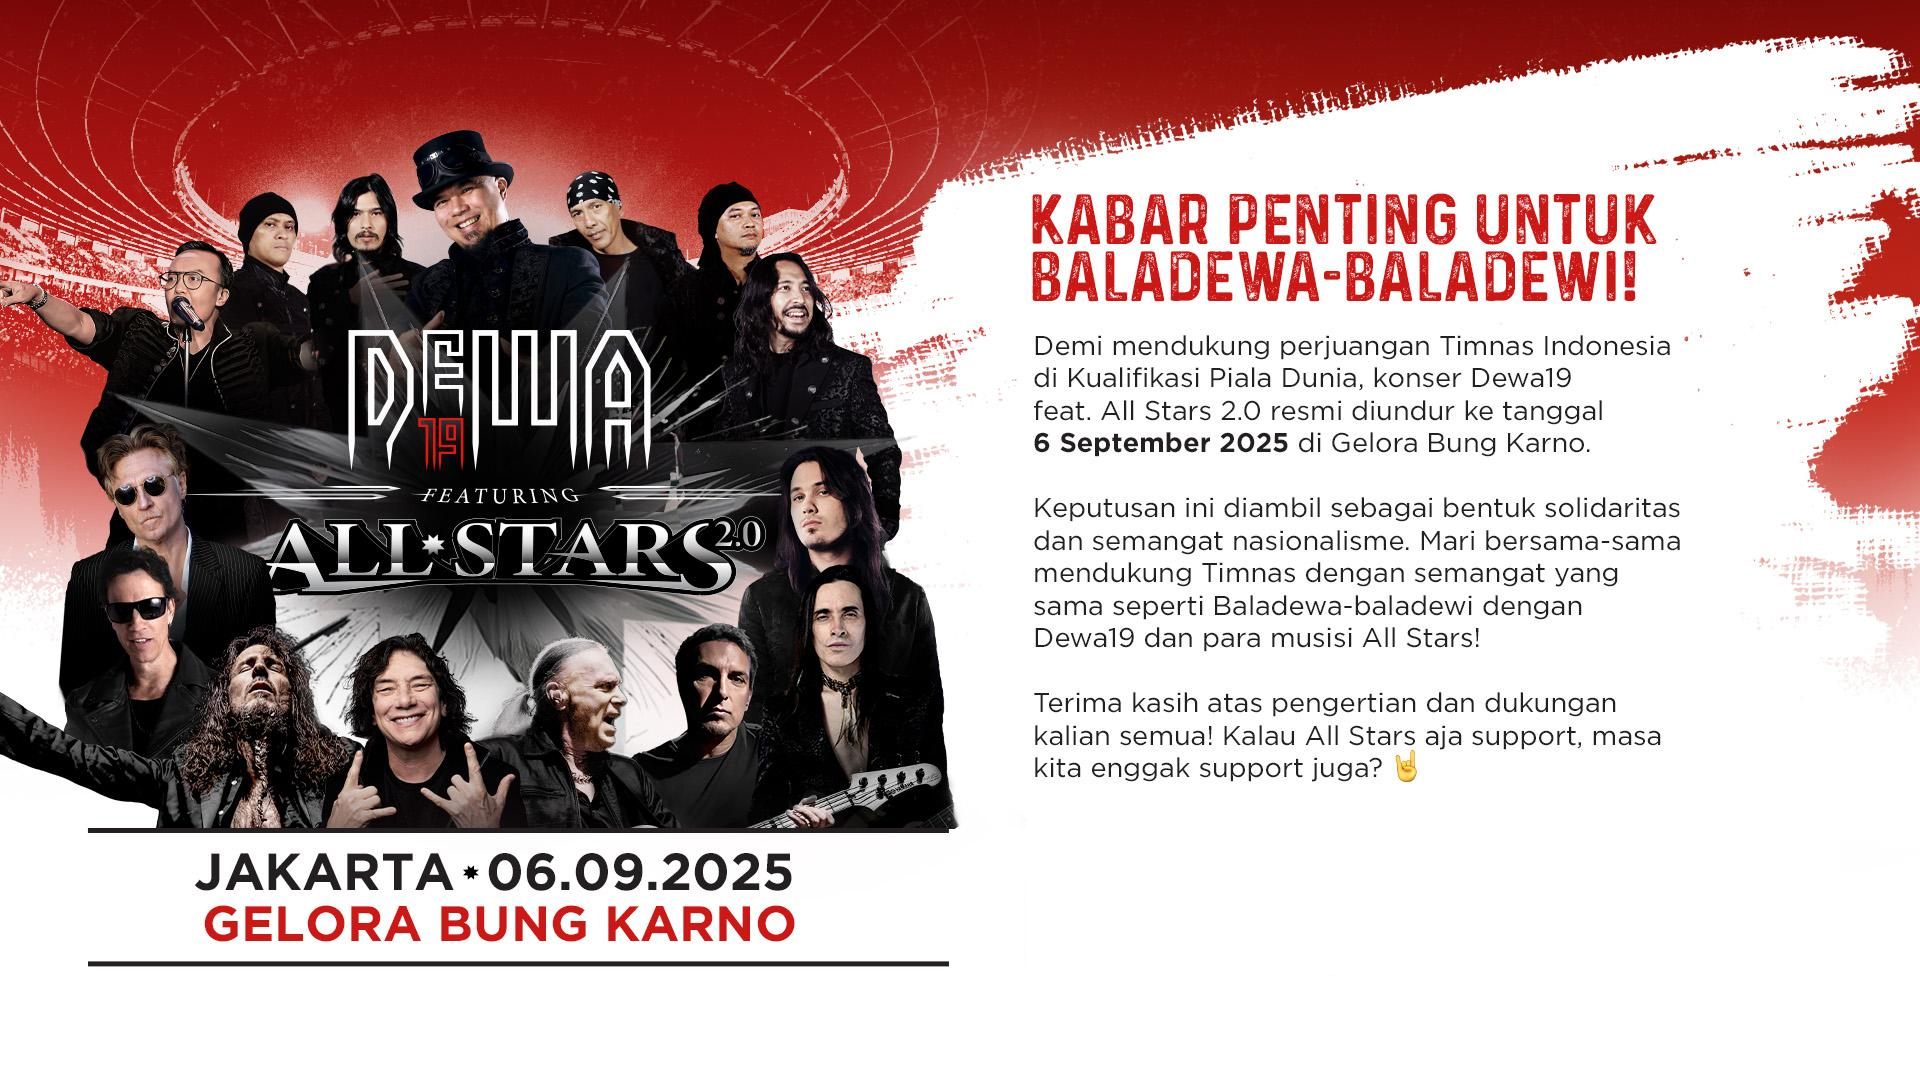 DEWA
19
FEATURING
ALL STARS 2.0
JAKARTA 06.09.2025
GELORA BUNG KARNO
KABAR PENTING UNTUK
BALADEWA-BALADEWI!
Demi mendukung perjuangan Timnas Indonesia
di Kualifikasi Piala Dunia, konser Dewa19
feat. All Stars 2.0 resmi diundur ke tanggal
6 September 2025 di Gelora Bung Karno.
Keputusan ini diambil sebagai bentuk solidaritas
dan semangat nasionalisme. Mari bersama-sama
mendukung Timnas dengan semangat yang
sama seperti Baladewa-baladewi dengan
Dewa19 dan para musisi All Stars!
Terima kasih atas pengertian dan dukungan
kalian semua! Kalau All Stars aja support, masa
kita enggak support juga? 🤘